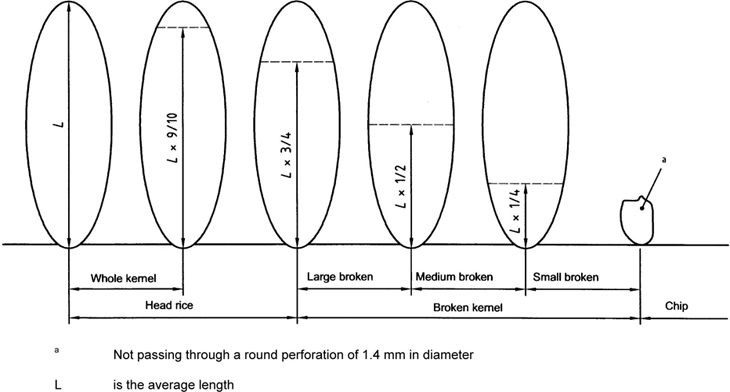 L
L × 9/10
L × 3/4
L × 1/2
L × 1/4
a
Whole kernel
Large broken
Medium broken
Small broken
Head rice
Broken kernel
Chip
a Not passing through a round perforation of 1.4 mm in diameter
L is the average length